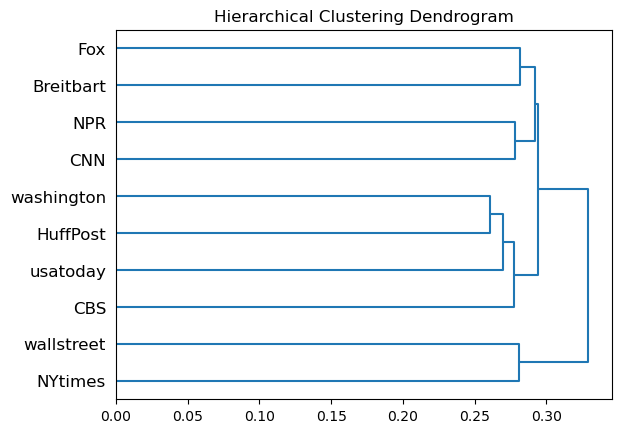 Hierarchical Clustering Dendrogram
Fox
Breitbart
NPR
CNN
washington
HuffPost
usatoday
CBS
wallstreet
NYtimes
0.00 0.05 0.10 0.15 0.20 0.25 0.30